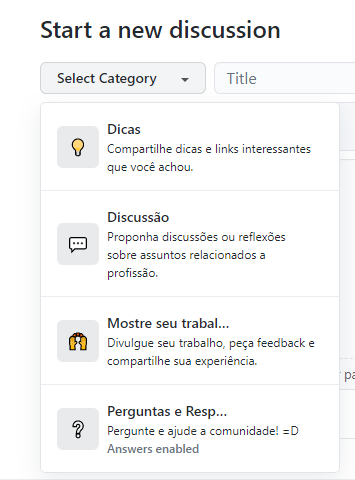 Start a new discussion
Select Category
Title
Dicas
Compartilhe dicas e links interessantes
que você achou.
Discussão
Proponha discussões ou reflexões
sobre assuntos relacionados a
profissão.
Mostre seu trabal...
Divulgue seu trabalho, peça feedback e
compartilhe sua experiência.
Perguntas e Resp...
Pergunte e ajude a comunidade! =D
Answers enabled